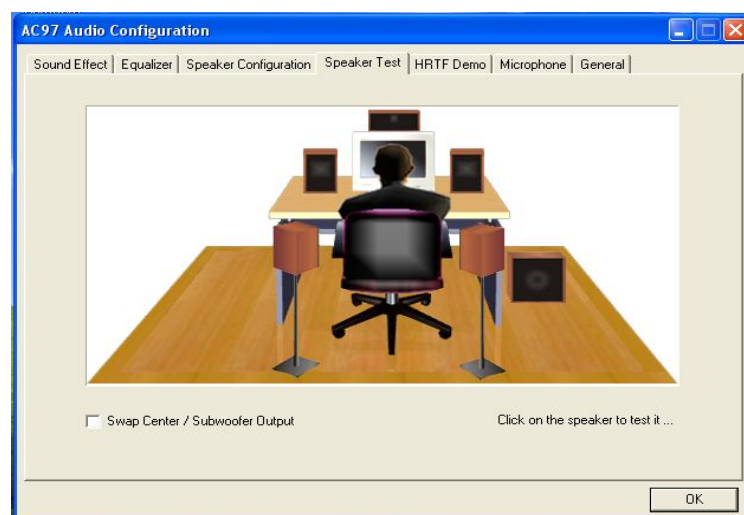 AC97 Audio Configuration
Sound Effect Equalizer Speaker Configuration Speaker Test HRTF Demo Microphone General
Swap Center / Subwoofer Output
Click on the speaker to test it ...
OK